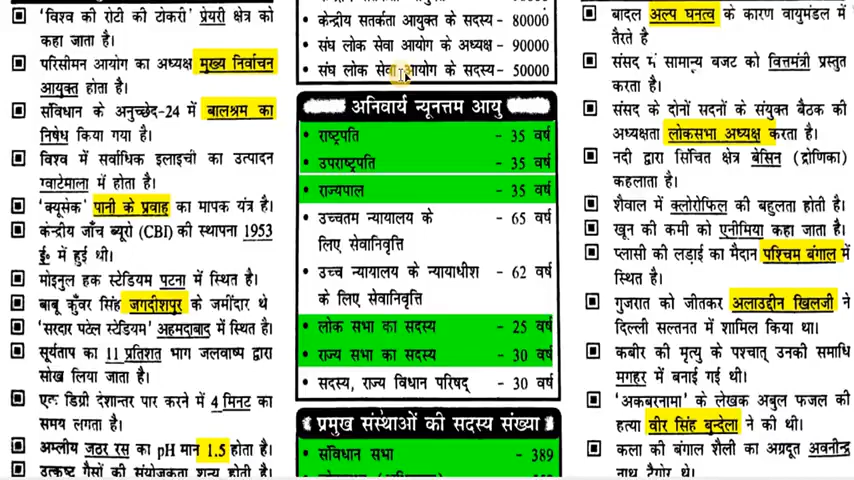 'विश्व की रोटी की टोकरी' प्रेयरी क्षेत्र को
कहा जाता है।
परिसीमन आयोग का अध्यक्ष मुख्य निर्वाचन
आयुक्त होता है।
संविधान के अनुच्छेद-24 में बालश्रम का
निषेध किया गया है।
विश्व में सर्वाधिक इलाइची का उत्पादन
ग्वाटेमाला में होता है।
"क्यूसेक' पानी के प्रवाह का मापक यंत्र है।
केन्द्रीय जाँच ब्यूरो (CBI) की स्थापना 1953
ई॰ में हुई थी।
मोइनुल हक स्टेडियम पटना में स्थित है।
बाबू कुँवर सिंह जगदीशपुर के जमींदार थे
'सरदार पटेल स्टेडियम' अहमदाबाद में स्थित है।
सूर्यताप का 11 प्रतिशत भाग जलवाष्प द्वारा
सोख लिया जाता है।
एक डिग्री देशान्तर पार करने में 4 मिनट का
समय लगता है।
अम्लीय जठर रस का pH मान 1.5 होता है।
उत्कृष्ट गैसों की संयोजकता शून्य होती है।
केन्द्रीय सतर्कता आयुक्त के सदस्य- 80000
संघ लोक सेवा आयोग के अध्यक्ष- 90000
संघ लोक सेवा आयोग के सदस्य- 50000
अनिवार्य न्यूनत्तम आयु
राष्ट्रपति - 35 वर्ष
उपराष्ट्रपति - 35 वर्ष
राज्यपाल - 35 वर्ष
उच्चतम न्यायालय के - 65 वर्ष
लिए सेवानिवृत्ति
उच्च न्यायालय के न्यायाधीश - 62 वर्ष
के लिए सेवानिवृत्ति
लोक सभा का सदस्य - 25 वर्ष
राज्य सभा का सदस्य - 30 वर्ष
सदस्य, राज्य विधान परिषद् - 30 वर्ष
प्रमुख संस्थाओं की सदस्य संख्या
संविधान सभा - 389
बादल अल्प घनत्व के कारण वायुमंडल में
तैरते है
संसद में सामान्य बजट को वित्तमंत्री प्रस्तुत
करता है।
संसद के दोनों सदनों के संयुक्त बैठक की
अध्यक्षता लोकसभा अध्यक्ष करता है।
नदी द्वारा सिंचित क्षेत्र बेसिन (द्रोणिका)
कहलाता है।
शैवाल में क्लोरोफिल की बहुलता होती है।
खून की कमी को एनीमिया कहा जाता है।
प्लासी की लड़ाई का मैदान पश्चिम बंगाल में
स्थित है।
गुजरात को जीतकर अलाउद्दीन खिलजी ने
दिल्ली सल्तनत में शामिल किया था।
कबीर की मृत्यु के पश्चात् उनकी समाधि
मगहर में बनाई गई थी।
'अकबरनामा' के लेखक अबुल फजल की
हत्या वीर सिंह बुन्देला ने की थी।
कला की बंगाल शैली का अग्रदूत अवनीन्द्र
नाथ टैगोर थे।